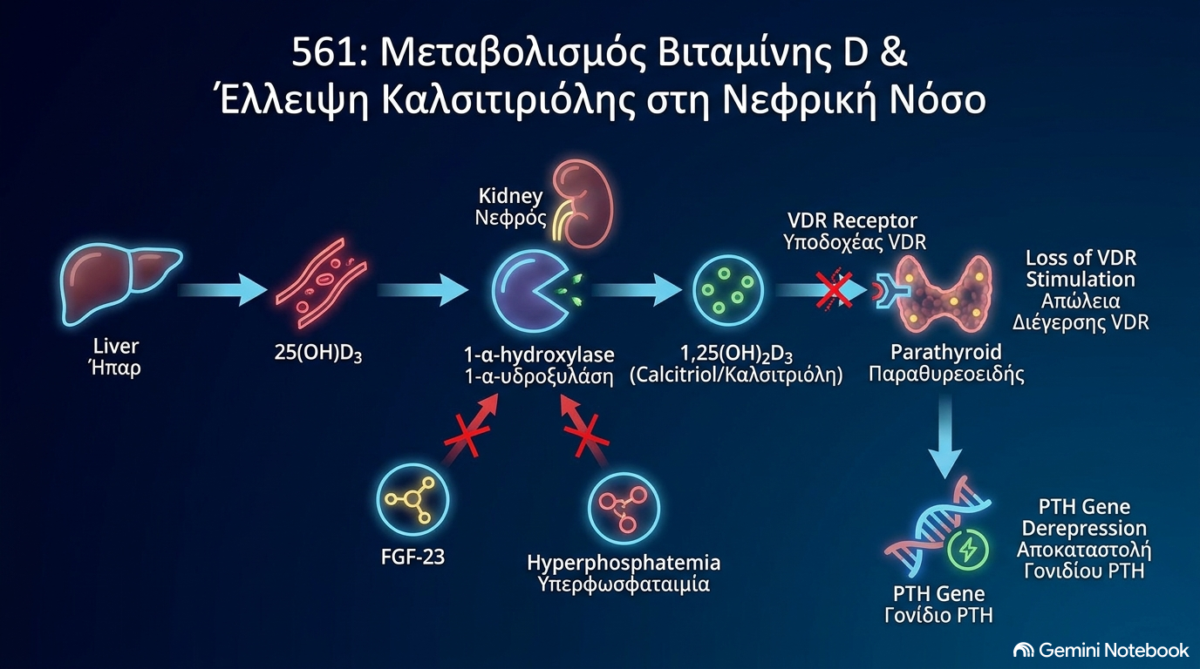 561: Μεταβολισμός Βιταμίνης D &
Έλλειψη Καλσιτιριόλης στη Νεφρική Νόσο
Kidney
Νεφρός
VDR Receptor
Υποδοχέας VDR
Loss of VDR
Stimulation
Απώλεια
Διέγερσης VDR
Liver
Ήπαρ
25(OH)D₃
1-α-hydroxylase
1-α-υδροξυλάση
1,25(OH)₂D₃
(Calcitriol/Καλσιτριόλη)
Parathyroid
Παραθυρεοειδής
FGF-23
Hyperphosphatemia
Υπερφωσφαταιμία
PTH Gene
Γονίδιο PTH
PTH Gene
Derepression
Αποκαταστολή
Γονιδίου PTH
Gemini Notebook